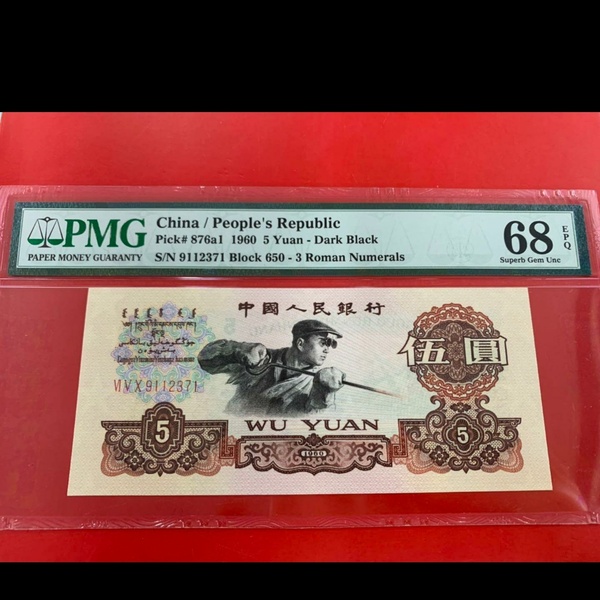 PMG
PAPER MONEY GUARANTY
China / People's Republic
Pick# 876a1 1960 5 Yuan - Dark Black
S/N 9112371 Block 650 - 3 Roman Numerals
68 EPQ
Superb Gem Unc
中國人民銀行
伍圓
VI V X 9112371
WU YUAN
5
5
1960